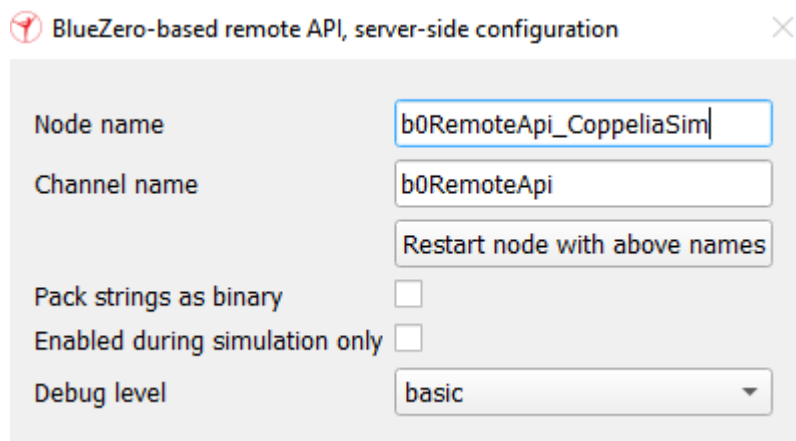 BlueZero-based remote API, server-side configuration
Node name b0RemoteApi_CoppeliaSim
Channel name b0RemoteApi
Restart node with above names
Pack strings as binary
Enabled during simulation only
Debug level basic